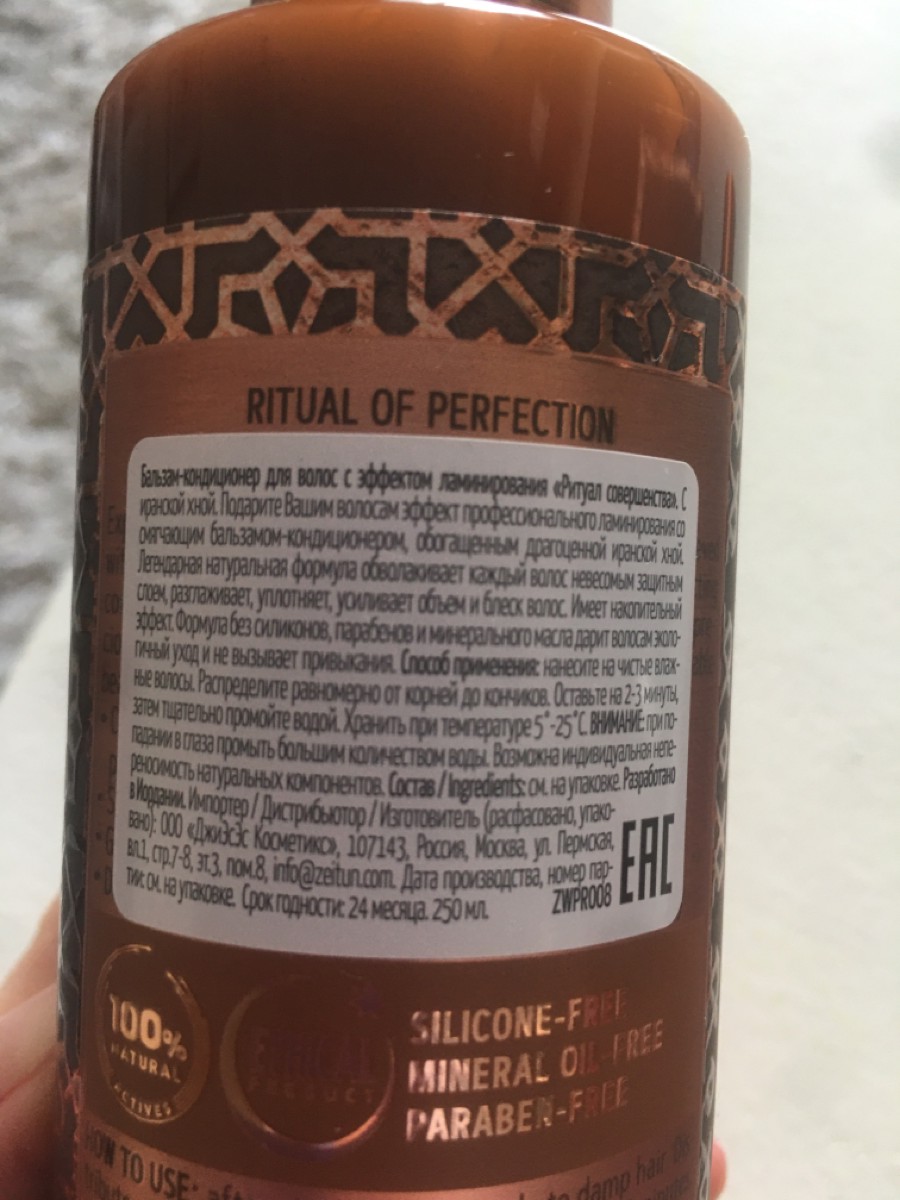 RITUAL OF PERFECTION
Бальзам-кондиционер для волос с эффектом ламинирования «Ритуал совершенства». С
иранской хной. Подарите Вашим волосам эффект профессионального ламинирования со
смягчающим бальзамом-кондиционером, обогащенным драгоценной иранской хной.
Легендарная натуральная формула обволакивает каждый волос невесомым защитным
слоем, разглаживает, уплотняет, усиливает объем и блеск волос. Имеет накопительный
эффект. Формула без силиконов, парабенов и минерального масла дарит волосам эколо-
гичный уход и не вызывает привыкания. Способ применения: нанесите на чистые влаж-
ные волосы. Распределите равномерно от корней до кончиков. Оставьте на 2-3 минуты,
затем тщательно промойте водой. Хранить при температуре 5°-25°С. ВНИМАНИЕ: при по-
падании в глаза промыть большим количеством воды. Возможна индивидуальная непе-
реносимость натуральных компонентов. Состав / Ingredients: см. на упаковке. Разработано
в Иордании. Импортер / Дистрибьютор / Изготовитель (расфасовано, упако-
вано): ООО «ДжиЭсЭс Косметикс», 107143, Россия, Москва, ул. Пермская,
вл.1, стр.7-8, эт.3, пом.8, info@zeitun.com. Дата производства, номер пар-
тии: см. на упаковке. Срок годности: 24 месяца. 250 мл.
ZWPR008
EAC
100%
NATURAL
ACTIVES
ETHICAL
PRODUCT
SILICONE-FREE
MINERAL OIL-FREE
PARABEN-FREE
HOW TO USE:
to damp hair